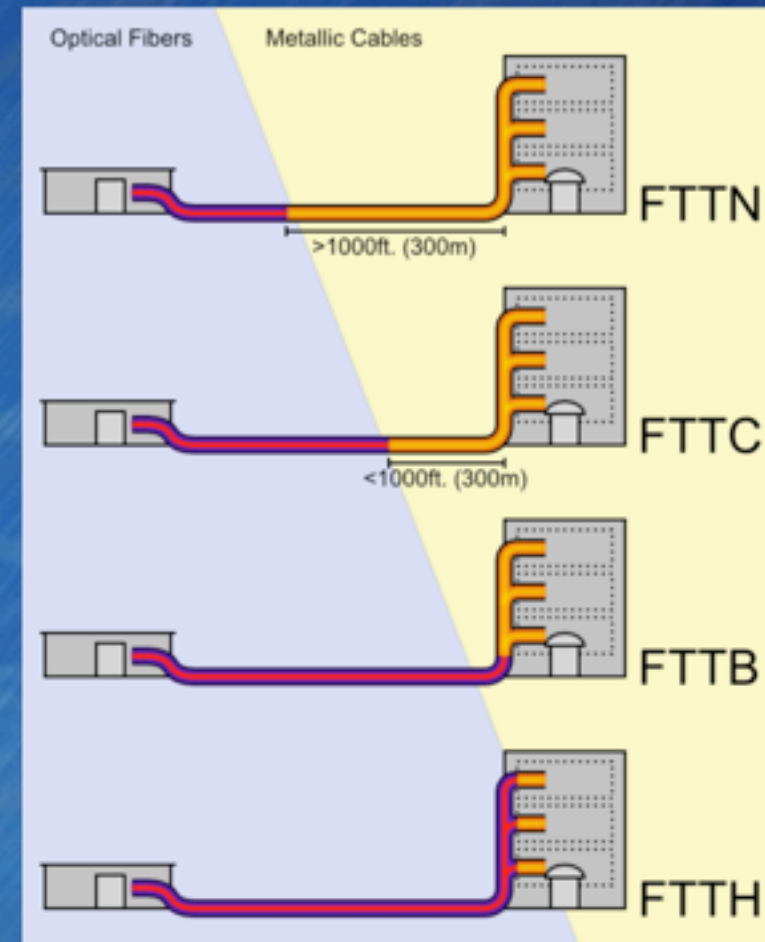 Optical Fibers
Metallic Cables
FTTN
>1000ft. (300m)
FTTC
<1000ft. (300m)
FTTB
FTTH